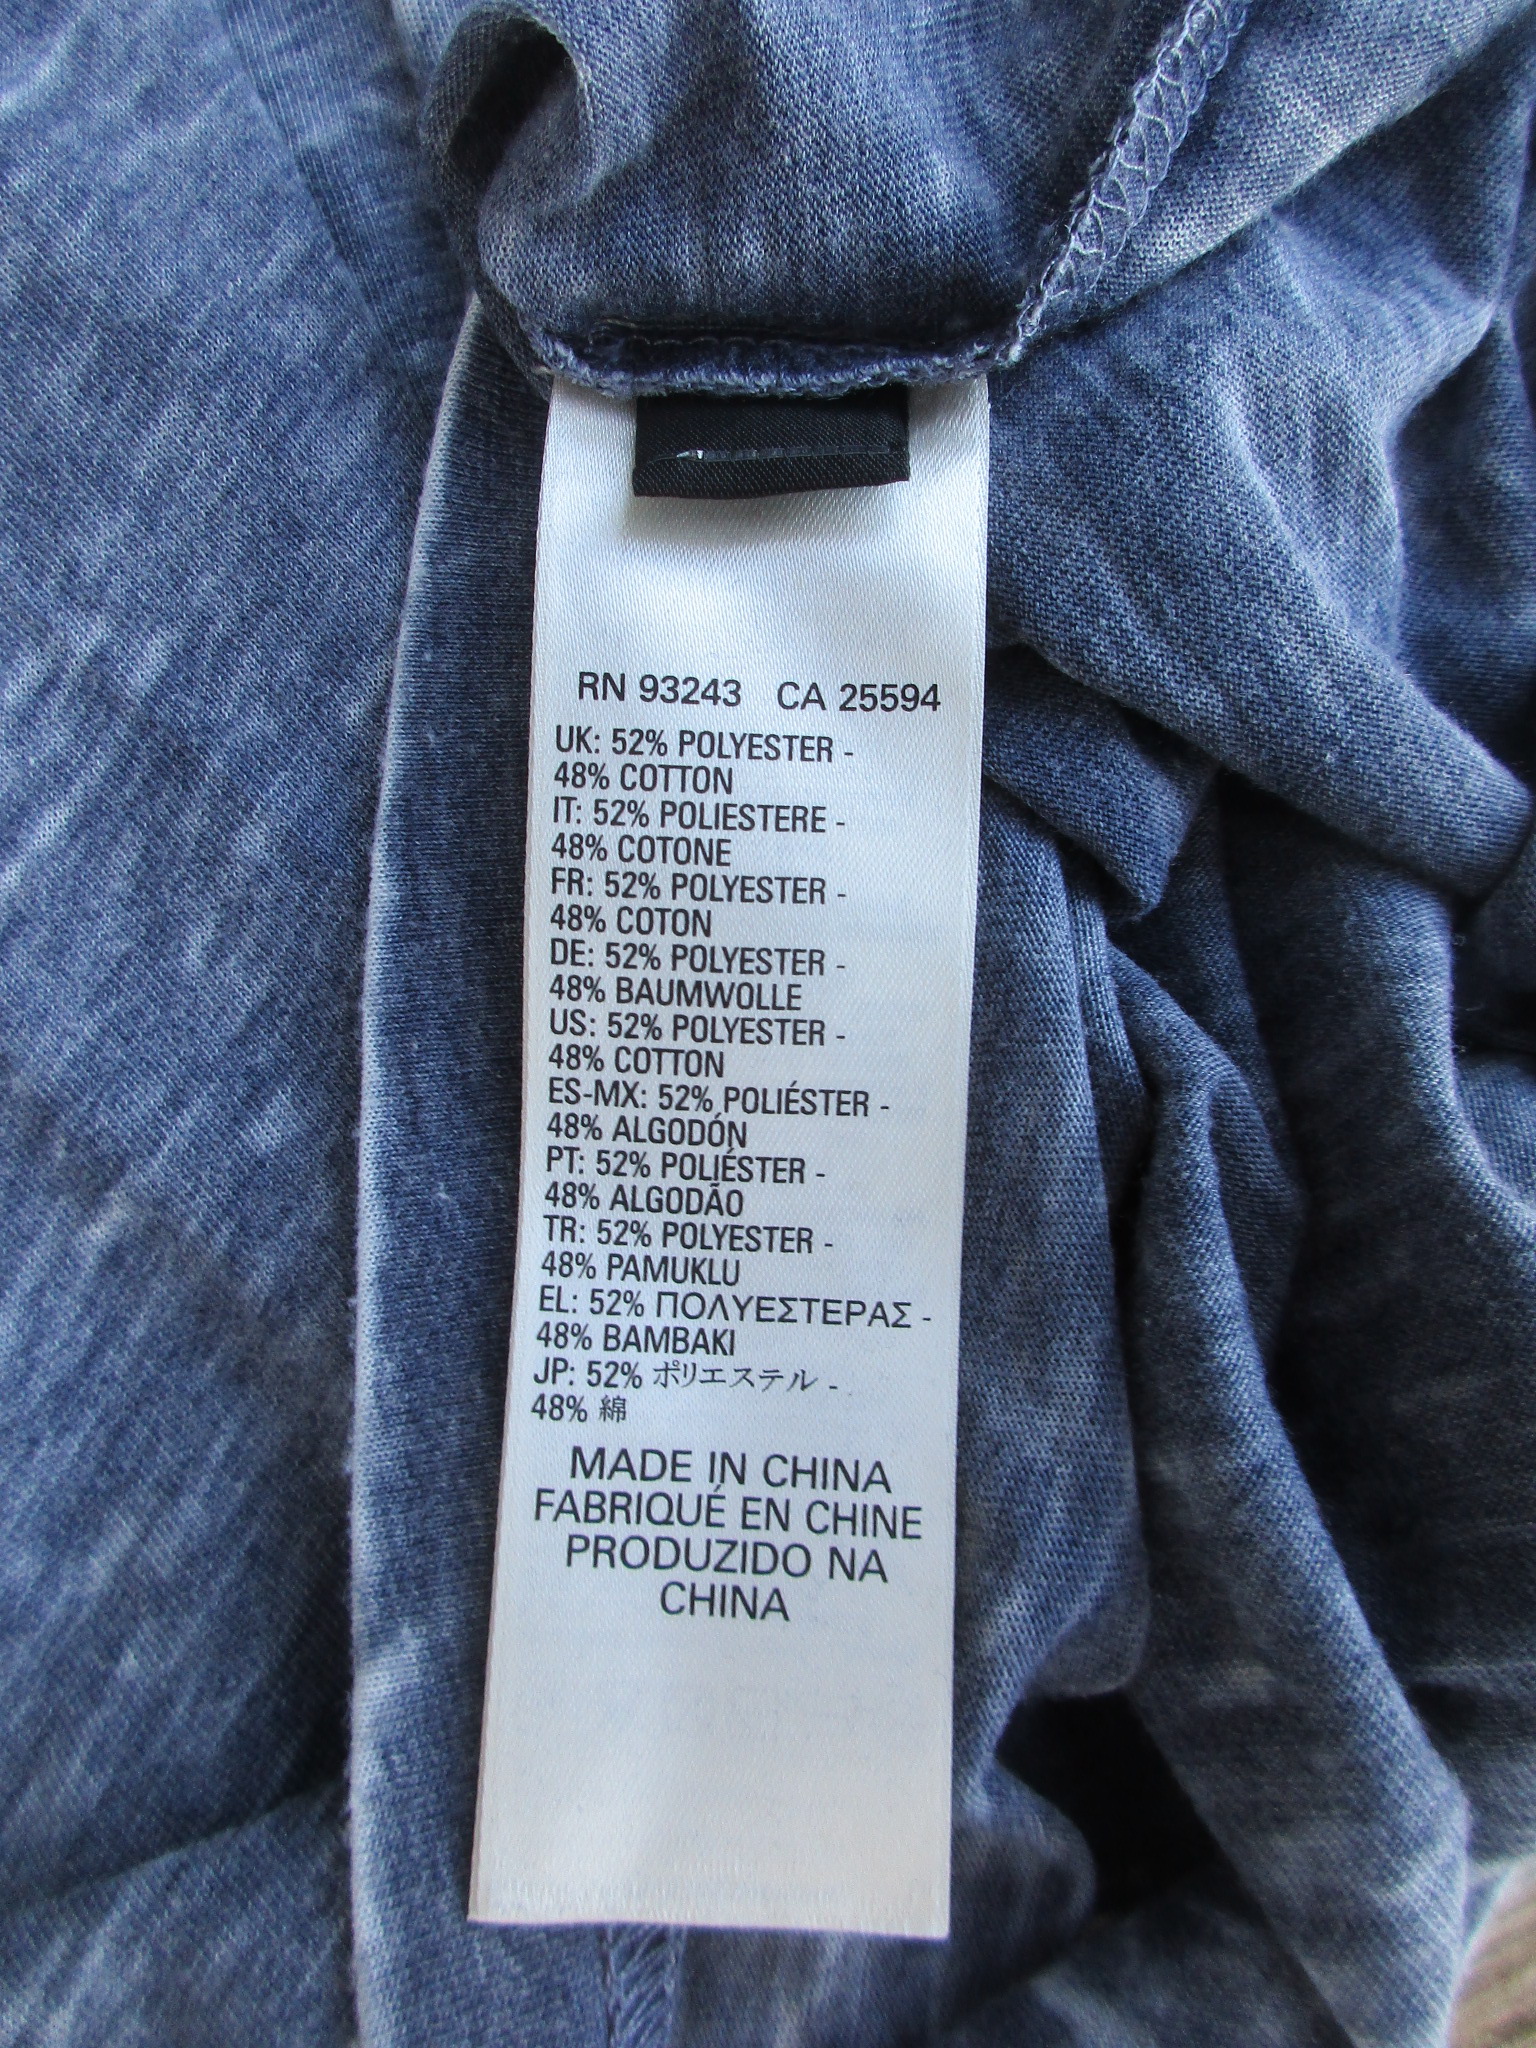 RN 93243 CA 25594
UK: 52% POLYESTER -
48% COTTON
IT: 52% POLIESTERE -
48% COTONE
FR: 52% POLYESTER -
48% COTON
DE: 52% POLYESTER -
48% BAUMWOLLE
US: 52% POLYESTER -
48% COTTON
ES-MX: 52% POLIÉSTER -
48% ALGODÓN
PT: 52% POLIÉSTER -
48% ALGODÃO
TR: 52% POLYESTER -
48% PAMUKLU
EL: 52% ΠΟΛΥΕΣΤΕΡΑΣ -
48% ΒΑΜΒΑΚΙ
JP: 52% ポリエステル -
48% 綿
MADE IN CHINA
FABRIQUÉ EN CHINE
PRODUZIDO NA
CHINA